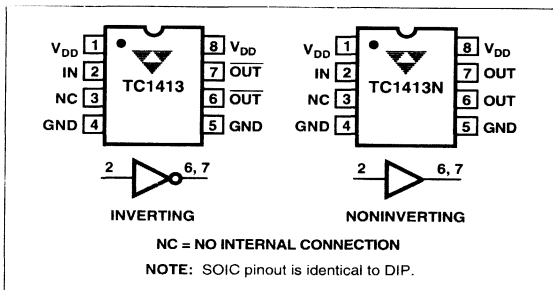 VDD 1 8 VDD
IN 2 7 OUT
NC 3 6 OUT
GND 4 5 GND
TC1413
2 6, 7
INVERTING
VDD 1 8 VDD
IN 2 7 OUT
NC 3 6 OUT
GND 4 5 GND
TC1413N
2 6, 7
NONINVERTING
NC = NO INTERNAL CONNECTION
NOTE: SOIC pinout is identical to DIP.